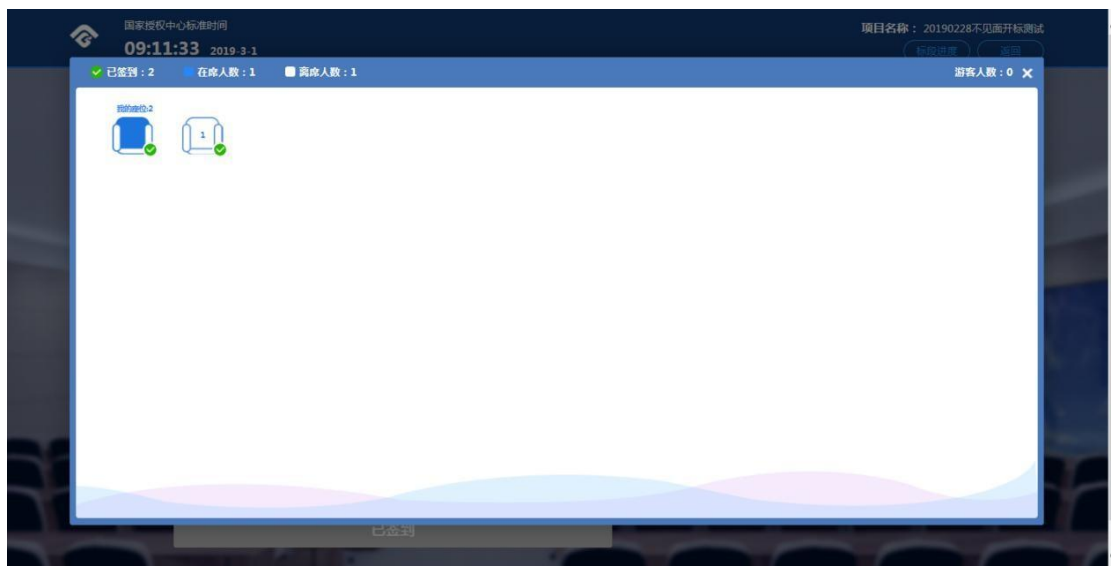 国家授权中心标准时间
09:11:33 2019-3-1
项目名称： 20190228不见面开标测试
标段进度 返回
已签到：2 在席人数：1 离席人数：1 游客人数：0
我的座位:2
1
已签到